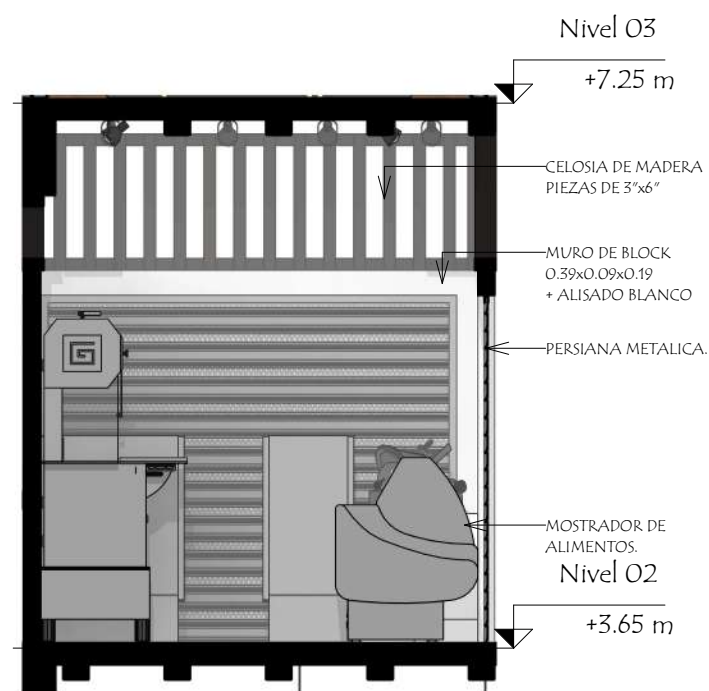 Nivel 03
+7.25 m
CELOSIA DE MADERA
PIEZAS DE 3"x6"
MURO DE BLOCK
0.39x0.09x0.19
+ ALISADO BLANCO
PERSIANA METALICA.
MOSTRADOR DE
ALIMENTOS.
Nivel 02
+3.65 m